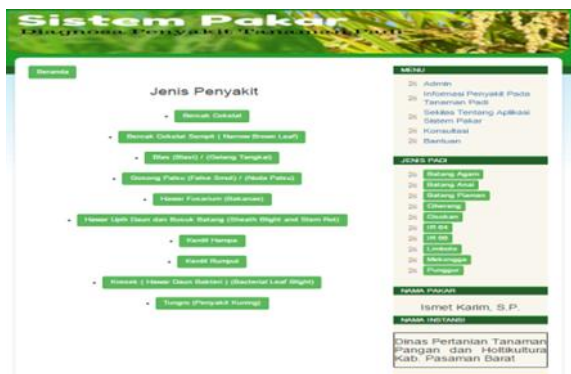 Sistem Pakar
Diagnosa Penyakit Tanaman Padi
Beranda
Jenis Penyakit
Bercak Cokelat
Bercak Cokelat Sempit ( Narrow Brown Leaf)
Blas (Blast) / (Gelang Tangkai)
Gosong Palsu (False Smut) / (Noda Palsu)
Hawar Fusarium (Bakanae)
Hawar Upih Daun dan Busuk Batang (Sheath Blight and Stem Rot)
Kerdil Hampa
Kerdil Rumput
Kresek ( Hawar Daun Bakteri ) (Bacterial Leaf Blight)
Tungro (Penyakit Kuning)
MENU
Admin
Informasi Penyakit Pada
Tanaman Padi
Sekilas Tentang Aplikasi
Sistem Pakar
Konsultasi
Bantuan
JENIS PADI
Batang Agam
Batang Anai
Batang Piaman
Ciherang
Cisokan
IR 64
IR 66
Limboto
Mekongga
Punggur
NAMA PAKAR
Ismet Karim, S.P.
NAMA INSTANSI
Dinas Pertanian Tanaman
Pangan dan Holtikultura
Kab. Pasaman Barat